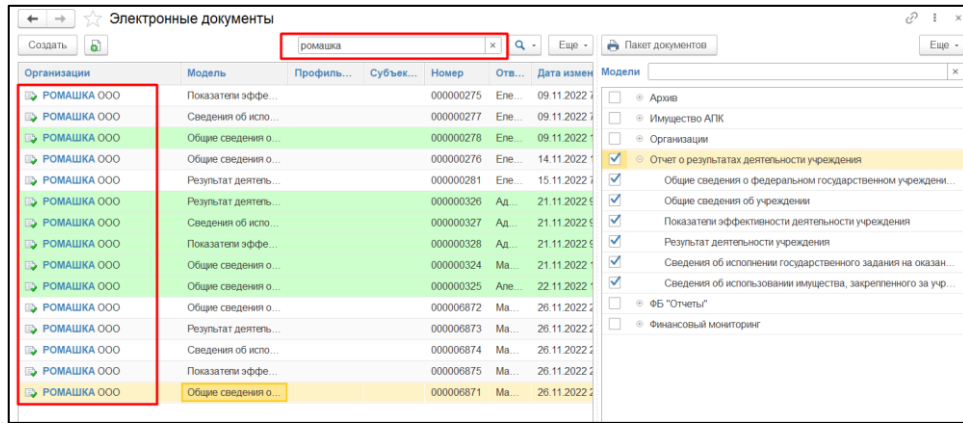 Электронные документы
Создать ромашка Еще Пакет документов Еще
Организации Модель Профиль... Субъек... Номер Отв... Дата измен Модели
РОМАШКА ООО Показатели эффе... 000000275 Еле... 09.11.2022 Архив
РОМАШКА ООО Сведения об испо... 000000277 Еле... 09.11.2022 Имущество АПК
РОМАШКА ООО Общие сведения о... 000000278 Еле... 09.11.2022 1 Организации
РОМАШКА ООО Общие сведения о... 000000276 Еле... 14.11.2022 1 Отчет о результатах деятельности учреждения
РОМАШКА ООО Результат деятель... 000000281 Еле... 15.11.2022 Общие сведения о федеральном государственном учреждени...
РОМАШКА ООО Результат деятель... 000000326 Ад... 21.11.2022 Общие сведения об учреждении
РОМАШКА ООО Сведения об испо... 000000327 Ад... 21.11.2022 Показатели эффективности деятельности учреждения
РОМАШКА ООО Показатели эффе... 000000328 Ад... 21.11.2022 Результат деятельности учреждения
РОМАШКА ООО Общие сведения о... 000000324 Ма... 21.11.2022 1 Сведения об исполнении государственного задания на оказан...
РОМАШКА ООО Общие сведения о... 000000325 Але... 22.11.2022 1 Сведения об использовании имущества, закрепленного за учр...
РОМАШКА ООО Общие сведения о... 000006872 Ма... 26.11.2022 2 ФБ "Отчеты"
РОМАШКА ООО Результат деятель... 000006873 Ма... 26.11.2022 2 Финансовый мониторинг
РОМАШКА ООО Сведения об испо... 000006874 Ма... 26.11.2022 2
РОМАШКА ООО Показатели эффе... 000006875 Ма... 26.11.2022 2
РОМАШКА ООО Общие сведения о... 000006871 Ма... 26.11.2022 2